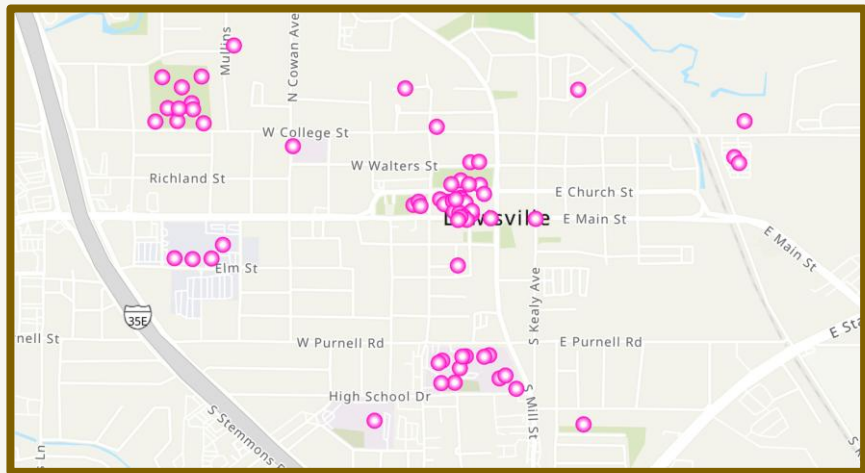 Mullins
N Cowan Ave
W College St
W Walters St
Richland St
E Church St
E Main St
E Main St
Elm St
S Kealy Ave
35E
nell St
W Purnell Rd
E Purnell Rd
E Sta
High School Dr
S Mill St
S Stemmons
s Ln